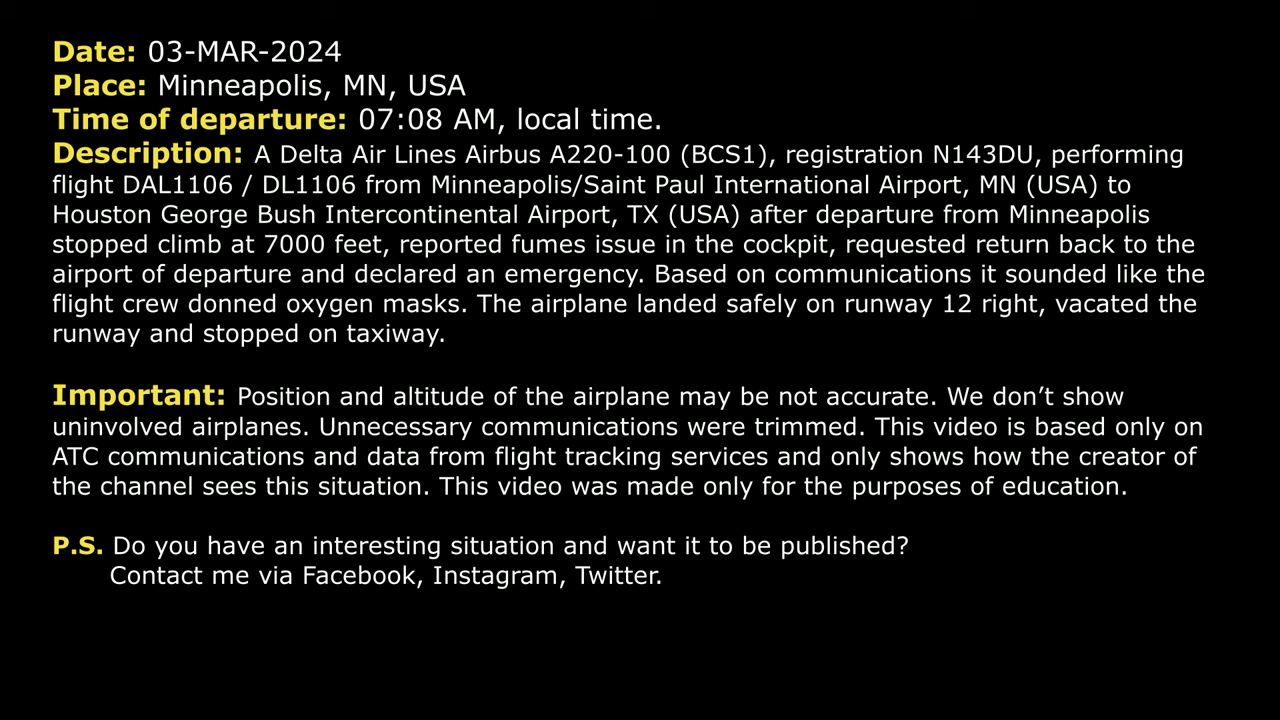 Date: 03-MAR-2024
Place: Minneapolis, MN, USA
Time of departure: 07:08 AM, local time.
Description: A Delta Air Lines Airbus A220-100 (BCS1), registration N143DU, performing
flight DAL1106 / DL1106 from Minneapolis/Saint Paul International Airport, MN (USA) to
Houston George Bush Intercontinental Airport, TX (USA) after departure from Minneapolis
stopped climb at 7000 feet, reported fumes issue in the cockpit, requested return back to the
airport of departure and declared an emergency. Based on communications it sounded like the
flight crew donned oxygen masks. The airplane landed safely on runway 12 right, vacated the
runway and stopped on taxiway.
Important: Position and altitude of the airplane may be not accurate. We don’t show
uninvolved airplanes. Unnecessary communications were trimmed. This video is based only on
ATC communications and data from flight tracking services and only shows how the creator of
the channel sees this situation. This video was made only for the purposes of education.
P.S. Do you have an interesting situation and want it to be published?
Contact me via Facebook, Instagram, Twitter.